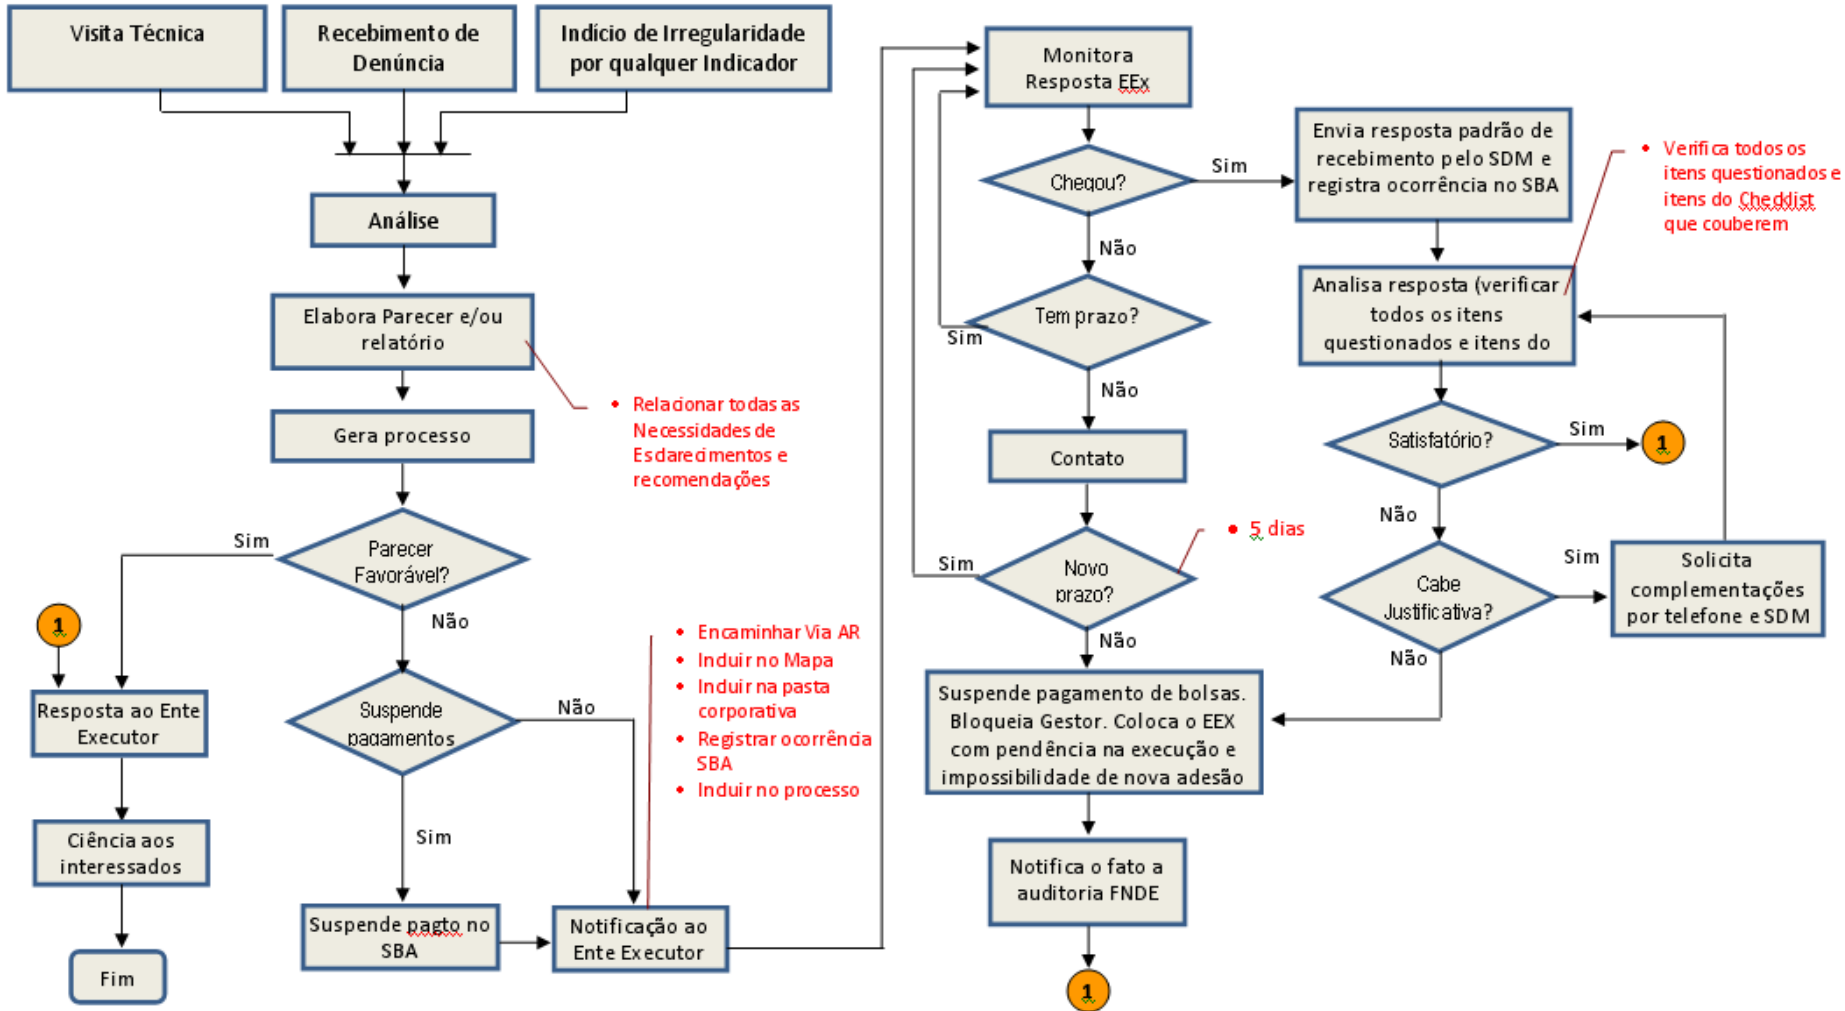 Visita Técnica
Recebimento de
Denúncia
Indício de Irregularidade
por qualquer Indicador
Análise
Elabora Parecer e/ou
relatório
• Relacionar todas as
Necessidades de
Esclarecimentos e
recomendações
Gera processo
Parecer
Favorável?
Sim
Não
1
Resposta ao Ente
Executor
Ciência aos
interessados
Fim
Suspende
pagamentos
Não
Sim
Suspende pagto no
SBA
Notificação ao
Ente Executor
• Encaminhar Via AR
• Incluir no Mapa
• Incluir na pasta
corporativa
• Registrar ocorrência
SBA
• Incluir no processo
Monitora
Resposta EEx
Chegou?
Sim
Não
Tem prazo?
Sim
Não
Contato
Novo
prazo?
• 5 dias
Sim
Não
Suspende pagamento de bolsas.
Bloqueia Gestor. Coloca o EEX
com pendência na execução e
impossibilidade de nova adesão
Notifica o fato a
auditoria FNDE
1
Envia resposta padrão de
recebimento pelo SDM e
registra ocorrência no SBA
• Verifica todos os
itens questionados e
itens do Checklist
que couberem
Analisa resposta (verificar
todos os itens
questionados e itens do
Satisfatório?
Sim
1
Não
Cabe
Justificativa?
Sim
Não
Solicita
complementações
por telefone e SDM